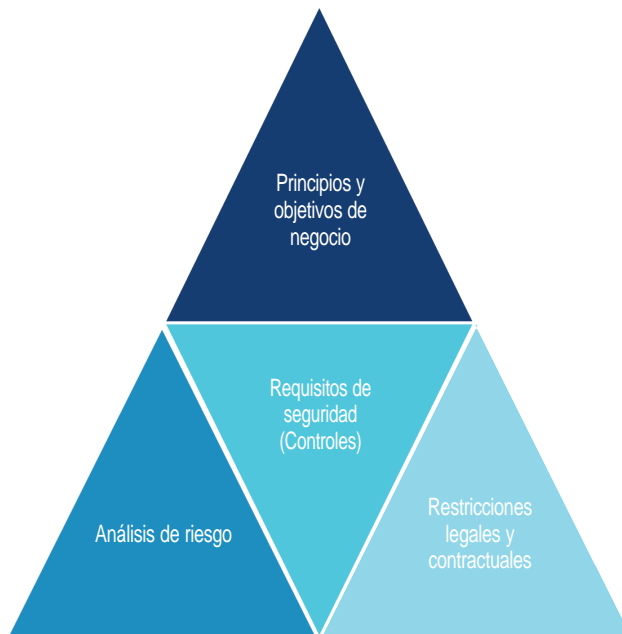 Principios y
objetivos de
negocio
Requisitos de
seguridad
(Controles)
Análisis de riesgo
Restricciones
legales y
contractuales